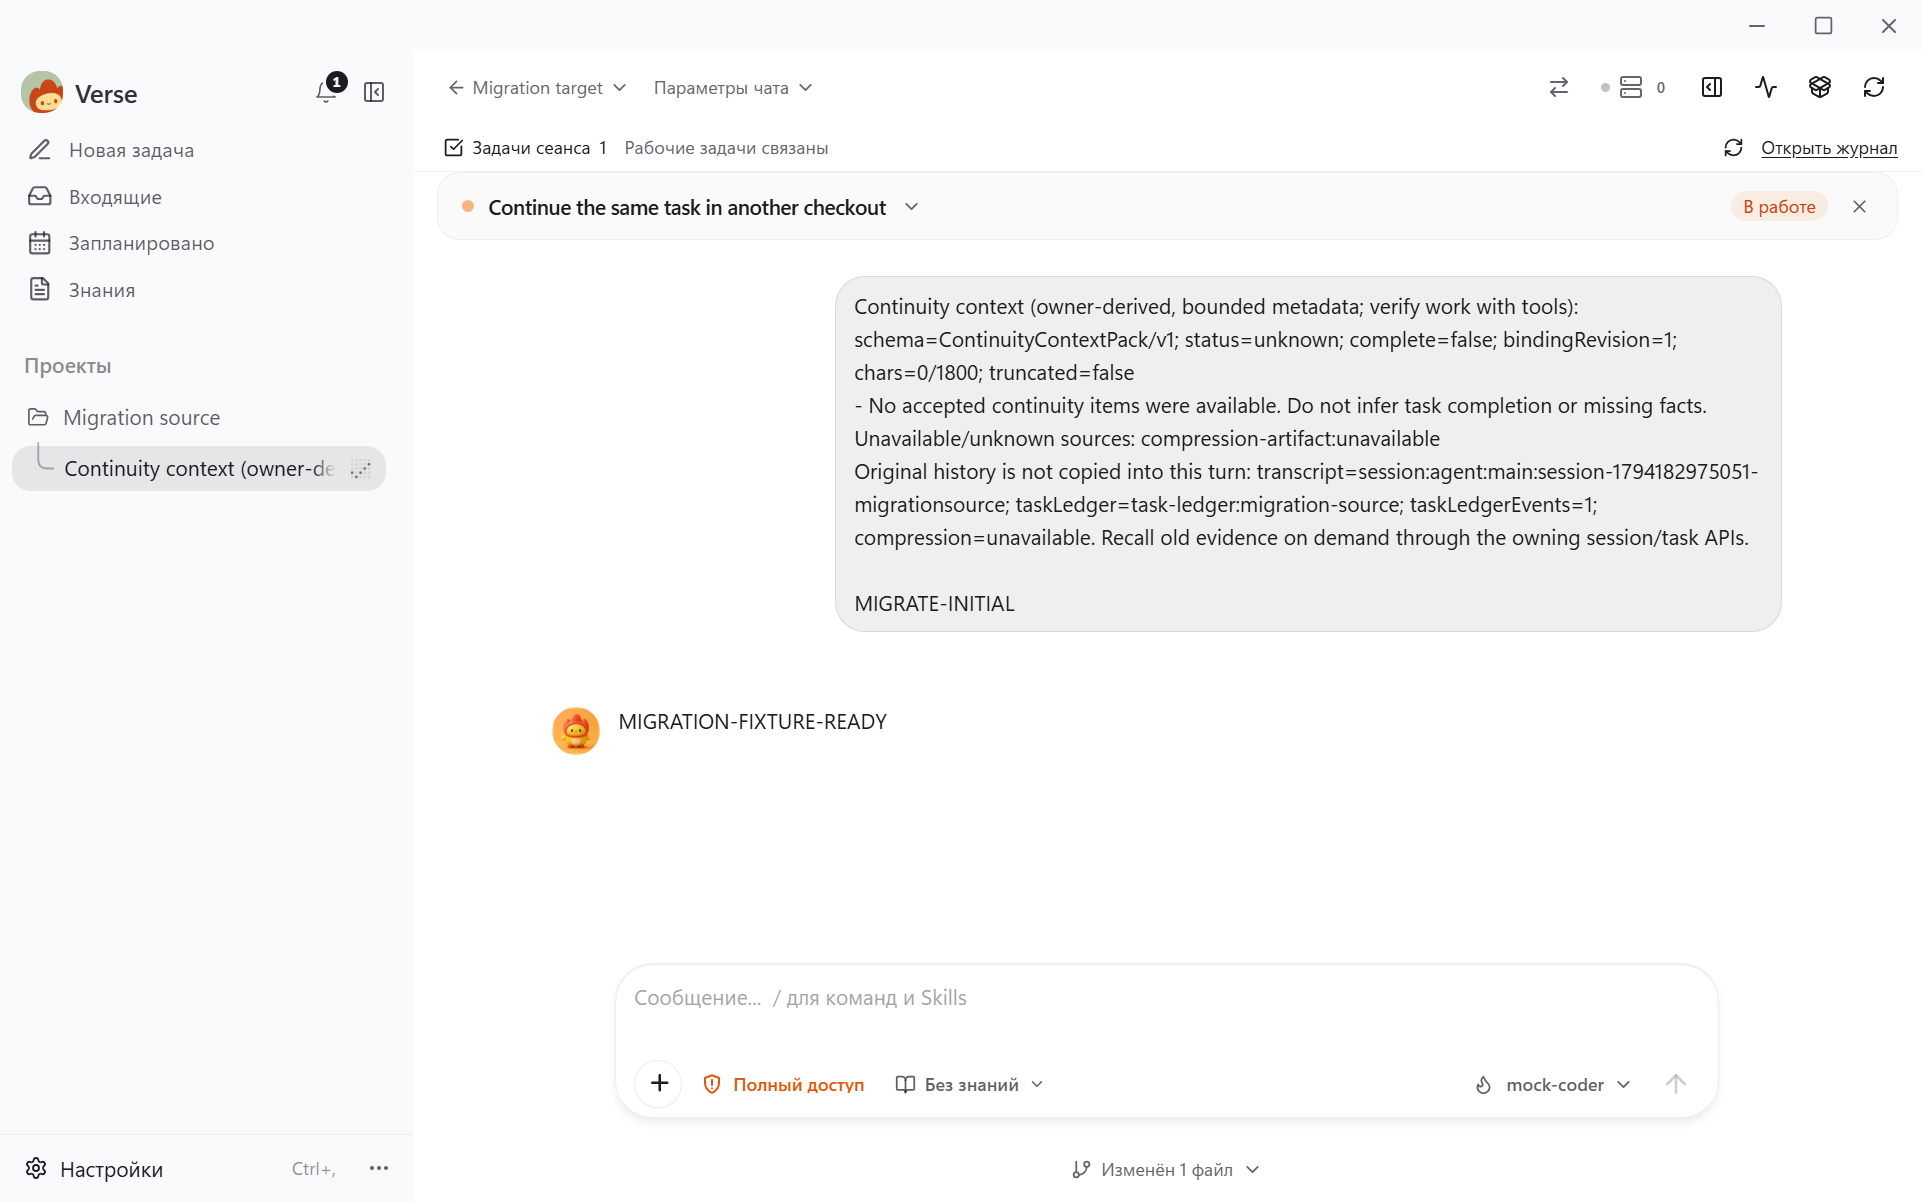 Verse
1
Новая задача
Входящие
Запланировано
Знания
Проекты
Migration source
Continuity context (owner-de
Настройки
Ctrl+,
Migration target
Параметры чата
0
Задачи сеанса 1
Рабочие задачи связаны
Открыть журнал
Continue the same task in another checkout
В работе
Continuity context (owner-derived, bounded metadata; verify work with tools):
schema=ContinuityContextPack/v1; status=unknown; complete=false; bindingRevision=1;
chars=0/1800; truncated=false
- No accepted continuity items were available. Do not infer task completion or missing facts.
Unavailable/unknown sources: compression-artifact:unavailable
Original history is not copied into this turn: transcript=session:agent:main:session-1794182975051-
migrationsource; taskLedger=task-ledger:migration-source; taskLedgerEvents=1;
compression=unavailable. Recall old evidence on demand through the owning session/task APIs.
MIGRATE-INITIAL
MIGRATION-FIXTURE-READY
Сообщение... / для команд и Skills
Полный доступ
Без знаний
mock-coder
Изменён 1 файл